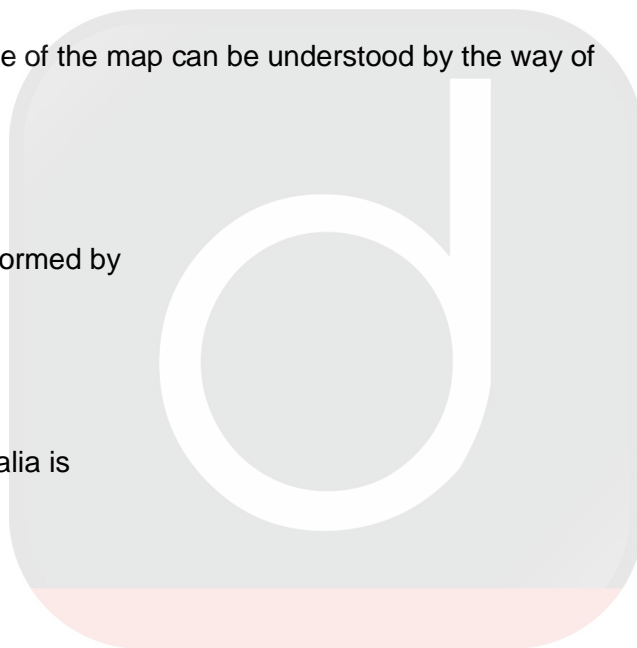 e of the map can be understood by the way of
ormed by
alia is